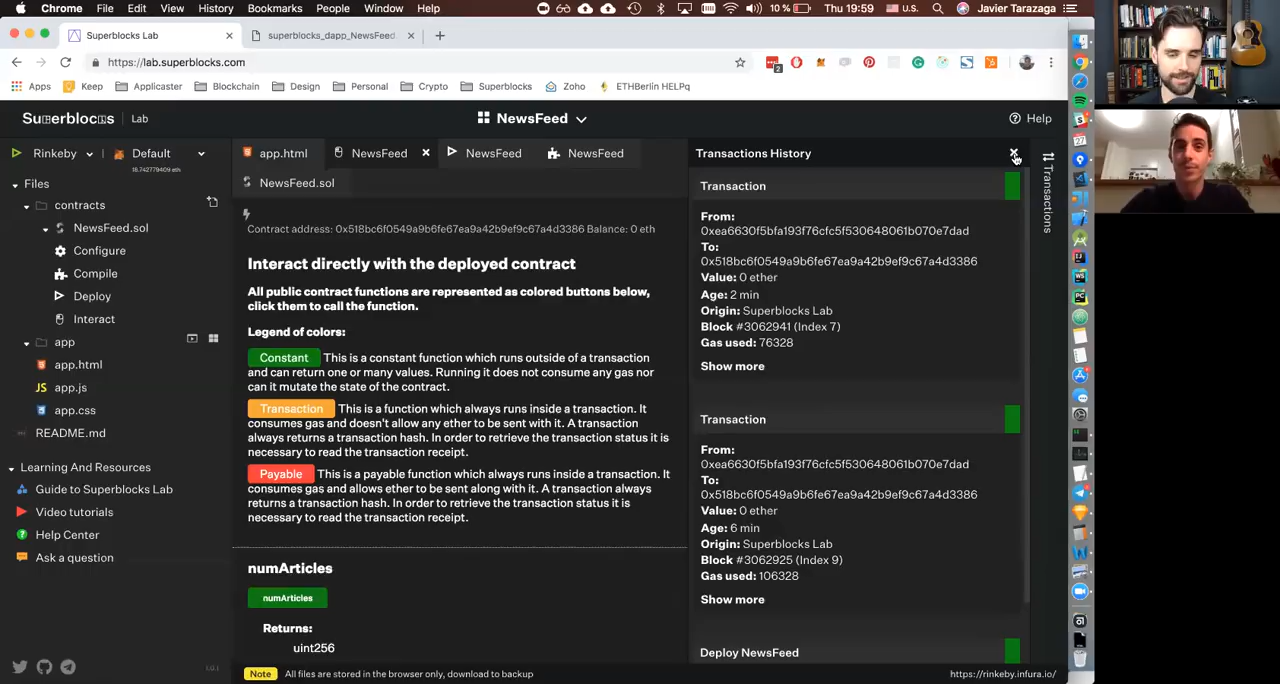 Chrome File Edit View History Bookmarks People Window Help 10 % Thu 17:59 U.S. Javier Tarazaga
Superblocks Lab superblocks_dapp_NewsFeed.
https://lab.superblocks.com 2
Apps Keep Applicaster Blockchain Design Personal Crypto Superblocks Zoho ETHBerlin HELPq
Superblocks Lab NewsFeed Help
Rinkeby Default
18.742779409 eth
app.html NewsFeed NewsFeed NewsFeed
NewsFeed.sol
Files
contracts
NewsFeed.sol
Configure
Compile
Deploy
Interact
app
app.html
app.js
app.css
README.md
Learning And Resources
Guide to Superblocks Lab
Video tutorials
Help Center
Ask a question
Contract address: 0x518bc6f0549a9b6fe67ea9a42b9ef9c67a4d3386 Balance: 0 eth
Interact directly with the deployed contract
All public contract functions are represented as colored buttons below,
click them to call the function.
Legend of colors:
Constant This is a constant function which runs outside of a transaction
and can return one or many values. Running it does not consume any gas nor
can it mutate the state of the contract.
Transaction This is a function which always runs inside a transaction. It
consumes gas and doesn't allow any ether to be sent with it. A transaction
always returns a transaction hash. In order to retrieve the transaction status it is
necessary to read the transaction receipt.
Payable This is a payable function which always runs inside a transaction. It
consumes gas and allows ether to be sent along with it. A transaction always
returns a transaction hash. In order to retrieve the transaction status it is
necessary to read the transaction receipt.
numArticles
numArticles
Returns:
uint256
Transactions History
Transaction
From:
0xea6630f5bfa193f76cfc5f530648061b070e7dad
To:
0x518bc6f0549a9b6fe67ea9a42b9ef9c67a4d3386
Value: 0 ether
Age: 2 min
Origin: Superblocks Lab
Block #3062941 (Index 7)
Gas used: 76328
Show more
Transaction
From:
0xea6630f5bfa193f76cfc5f530648061b070e7dad
To:
0x518bc6f0549a9b6fe67ea9a42b9ef9c67a4d3386
Value: 0 ether
Age: 6 min
Origin: Superblocks Lab
Block #3062925 (Index 9)
Gas used: 106328
Show more
Deploy NewsFeed
Transactions
Note All files are stored in the browser only, download to backup
https://rinkeby.infura.io/